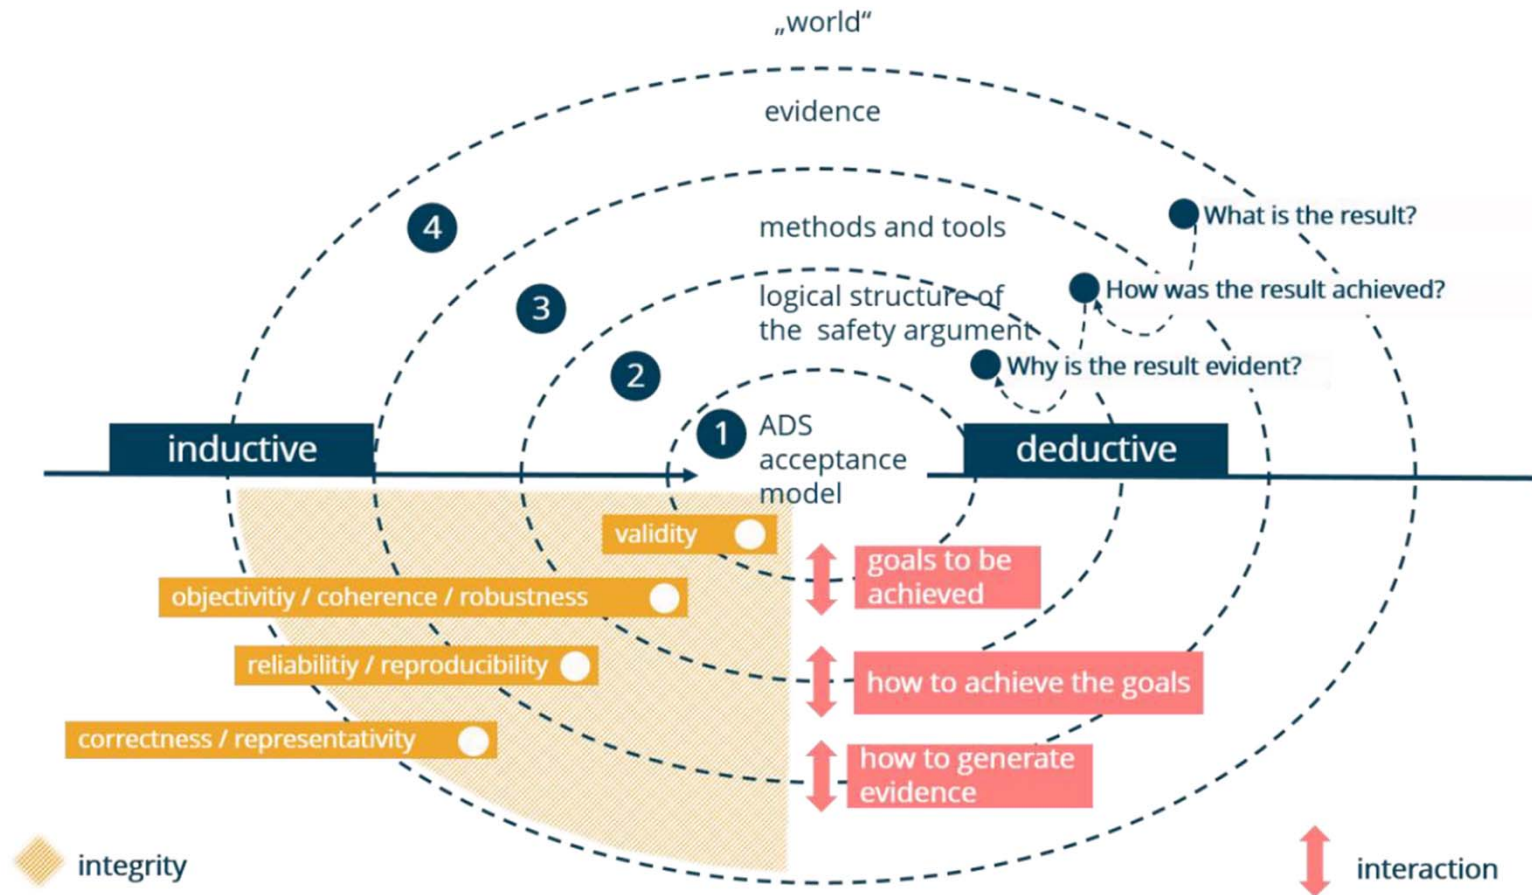 „world“
evidence
4
What is the result?
methods and tools
How was the result achieved?
3
logical structure of
the safety argument
Why is the result evident?
2
1
ADS
acceptance
model
inductive
deductive
validity
goals to be
achieved
objectivitiy / coherence / robustness
reliabilitiy / reproducibility
how to achieve the goals
correctness / representativity
how to generate
evidence
integrity
interaction